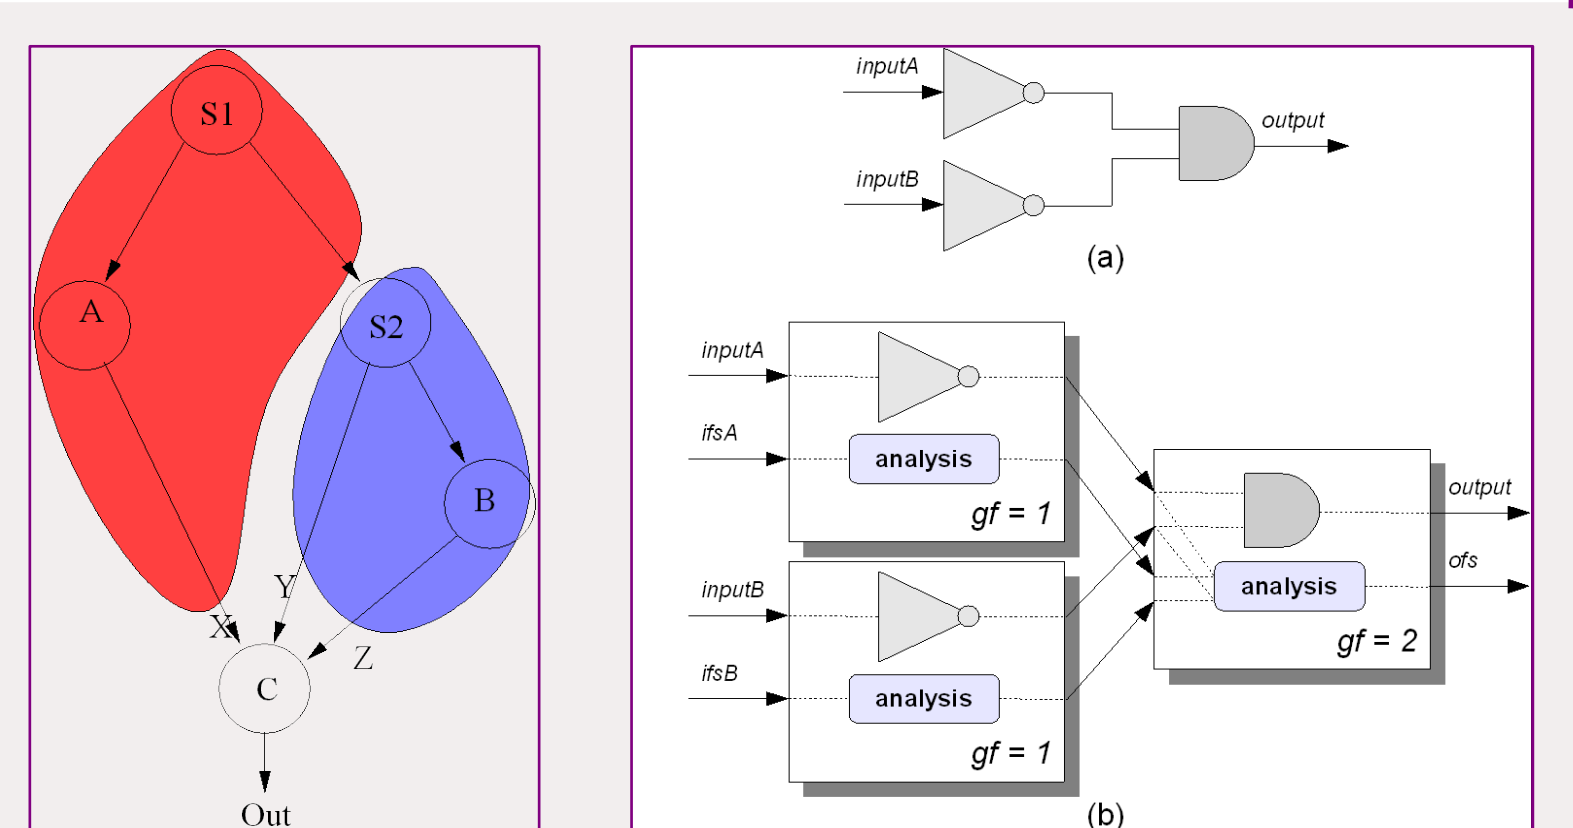 S1
A
S2
B
Y
X
Z
C
Out
inputA
output
inputB
(a)
inputA
ifsA
analysis
gf = 1
output
ofs
analysis
gf = 2
inputB
ifsB
analysis
gf = 1
(b)